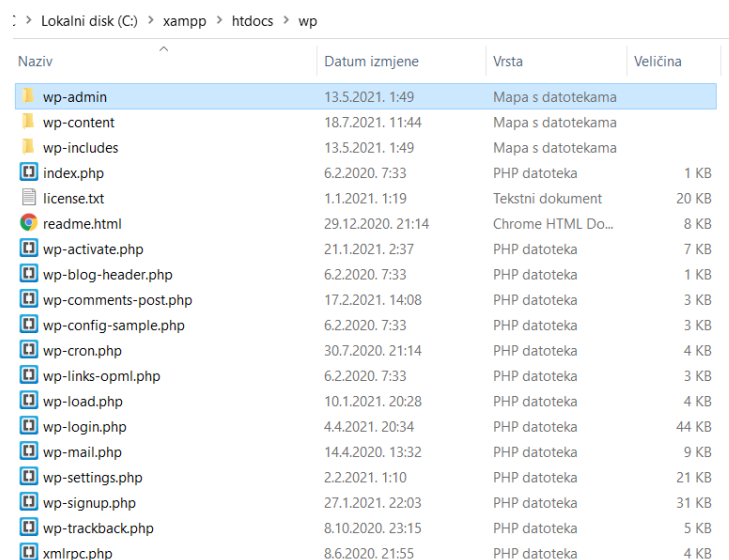 Lokalni disk (C:) > xampp > htdocs > wp
Naziv Datum izmjene Vrsta Veličina
wp-admin 13.5.2021. 1:49 Mapa s datotekama
wp-content 18.7.2021. 11:44 Mapa s datotekama
wp-includes 13.5.2021. 1:49 Mapa s datotekama
index.php 6.2.2020. 7:33 PHP datoteka 1 KB
license.txt 1.1.2021. 1:19 Tekstni dokument 20 KB
readme.html 29.12.2020. 21:14 Chrome HTML Do... 8 KB
wp-activate.php 21.1.2021. 2:37 PHP datoteka 7 KB
wp-blog-header.php 6.2.2020. 7:33 PHP datoteka 1 KB
wp-comments-post.php 17.2.2021. 14:08 PHP datoteka 3 KB
wp-config-sample.php 6.2.2020. 7:33 PHP datoteka 3 KB
wp-cron.php 30.7.2020. 21:14 PHP datoteka 4 KB
wp-links-opml.php 6.2.2020. 7:33 PHP datoteka 3 KB
wp-load.php 10.1.2021. 20:28 PHP datoteka 4 KB
wp-login.php 4.4.2021. 20:34 PHP datoteka 44 KB
wp-mail.php 14.4.2020. 13:32 PHP datoteka 9 KB
wp-settings.php 2.2.2021. 1:10 PHP datoteka 21 KB
wp-signup.php 27.1.2021. 22:03 PHP datoteka 31 KB
wp-trackback.php 8.10.2020. 23:15 PHP datoteka 5 KB
xmlrpc.php 8.6.2020. 21:55 PHP datoteka 4 KB